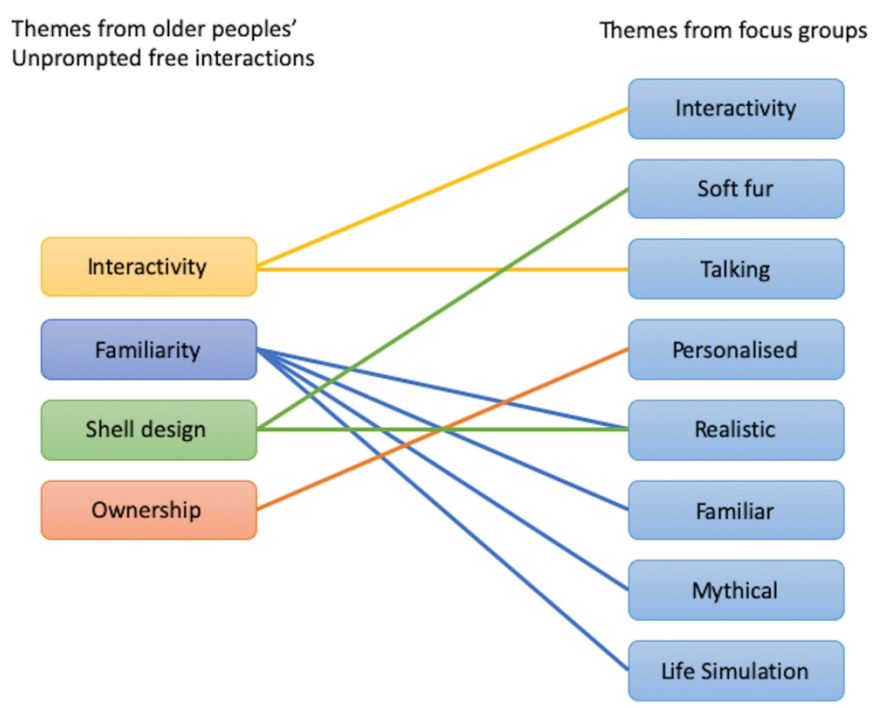 Themes from older peoples’
Unprompted free interactions
Interactivity
Familiarity
Shell design
Ownership
Themes from focus groups
Interactivity
Soft fur
Talking
Personalised
Realistic
Familiar
Mythical
Life Simulation